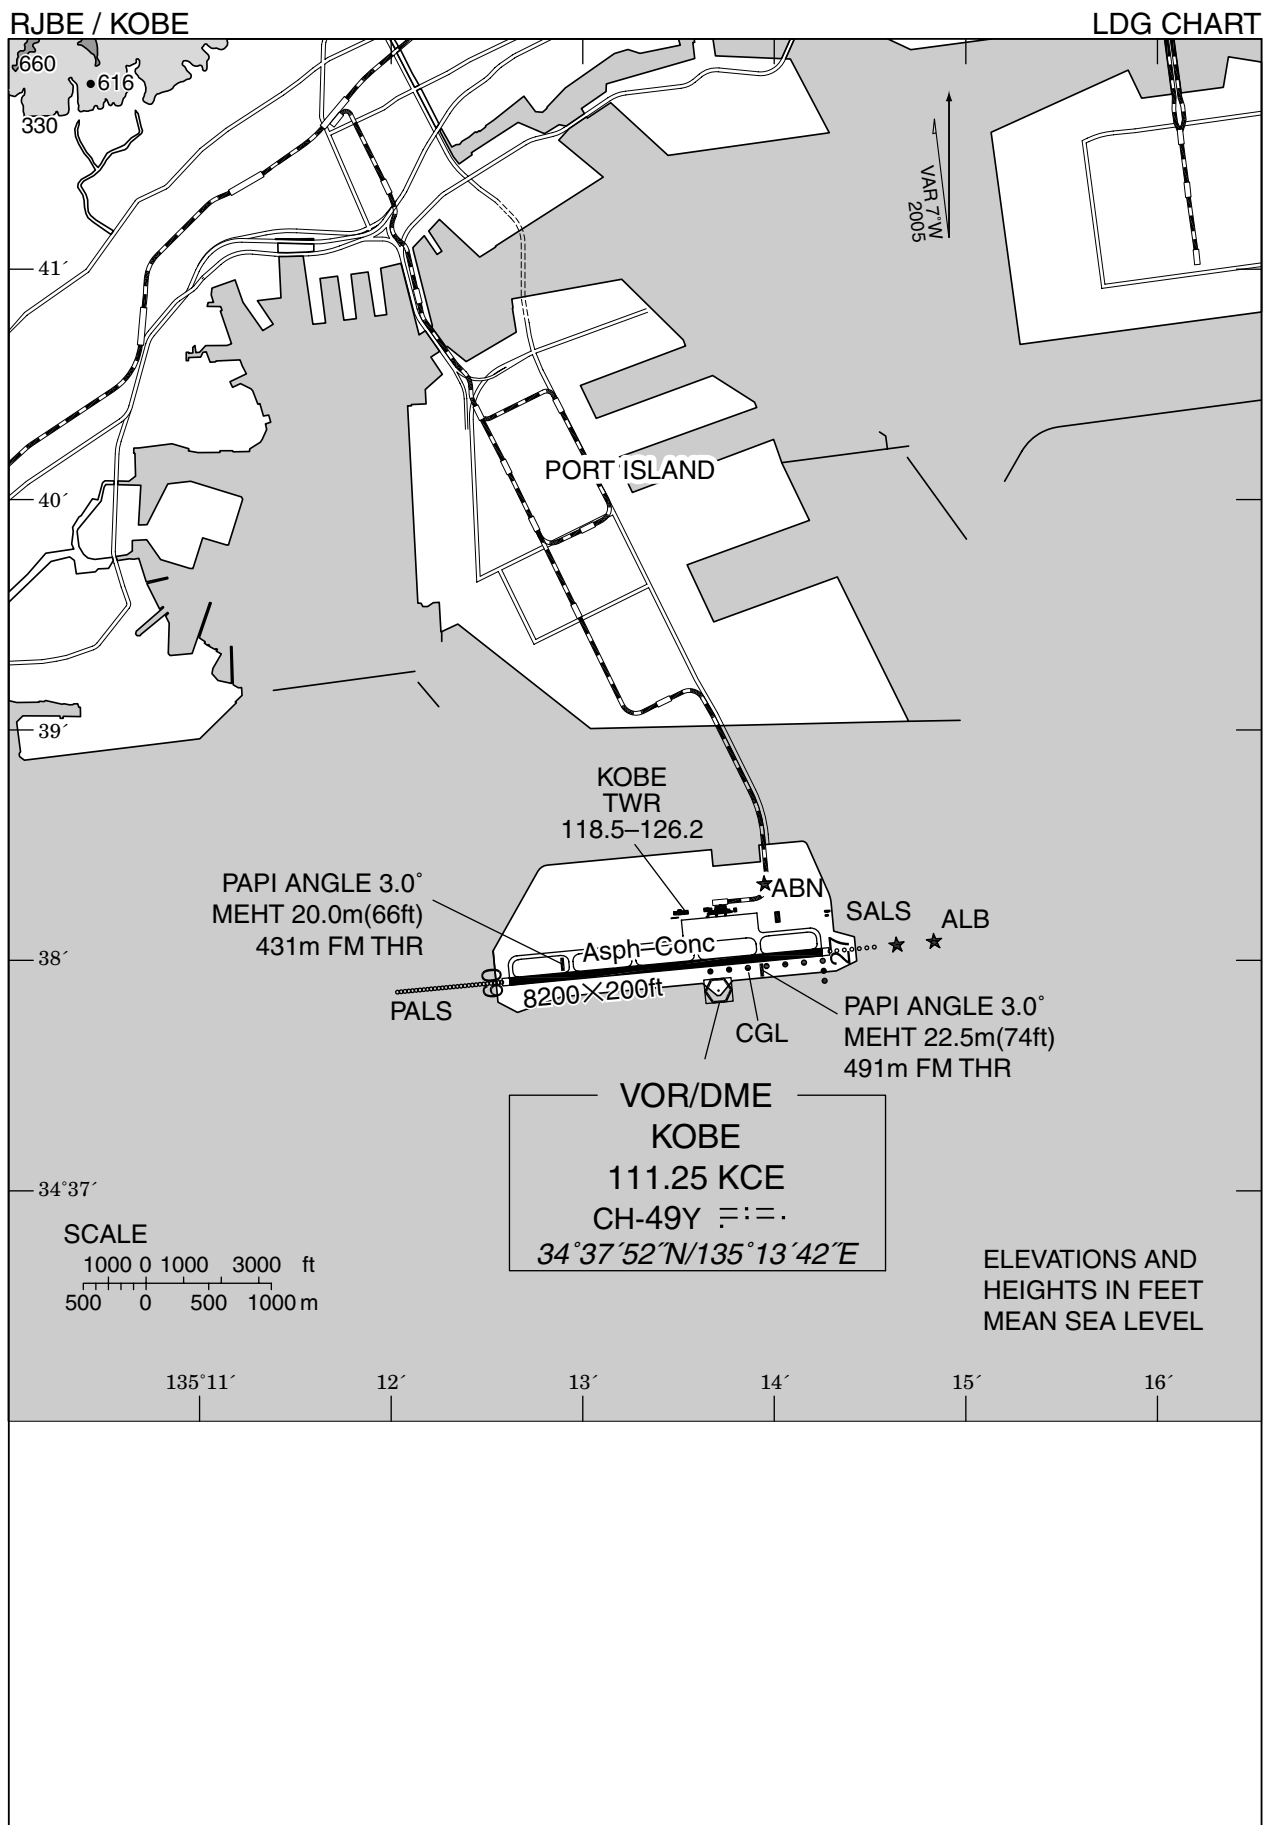 RJBE / KOBE
LDG CHART
660
616
330
VAR 7°W
2005
41´
PORT ISLAND
40´
39´
KOBE
TWR
118.5–126.2
PAPI ANGLE 3.0°
MEHT 20.0m(66ft)
431m FM THR
ABN
SALS
ALB
38´
Asph–Conc
09
27
8200×200ft
PALS
CGL
PAPI ANGLE 3.0°
MEHT 22.5m(74ft)
491m FM THR
VOR/DME
KOBE
111.25 KCE
CH-49Y
34°37´52˝N/135°13´42˝E
34°37´
SCALE
1000 0 1000 3000 ft
500 0 500 1000 m
ELEVATIONS AND
HEIGHTS IN FEET
MEAN SEA LEVEL
135°11´ 12´ 13´ 14´ 15´ 16´